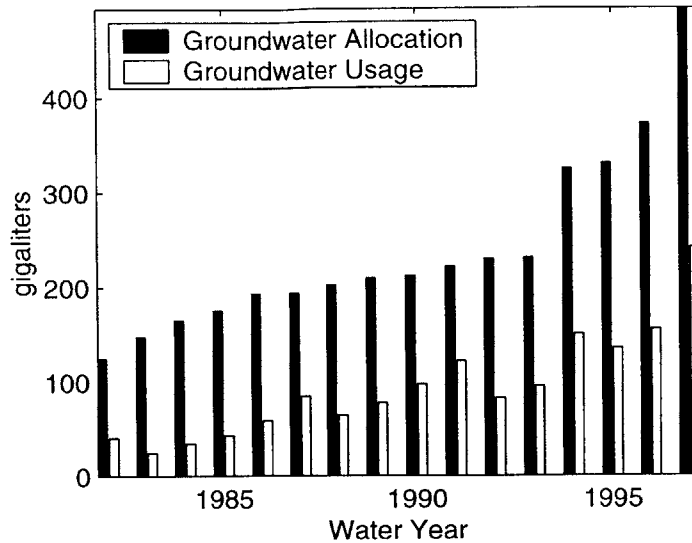 Groundwater Allocation
Groundwater Usage
400
300
200
100
0
gigaliters
1985 1990 1995
Water Year